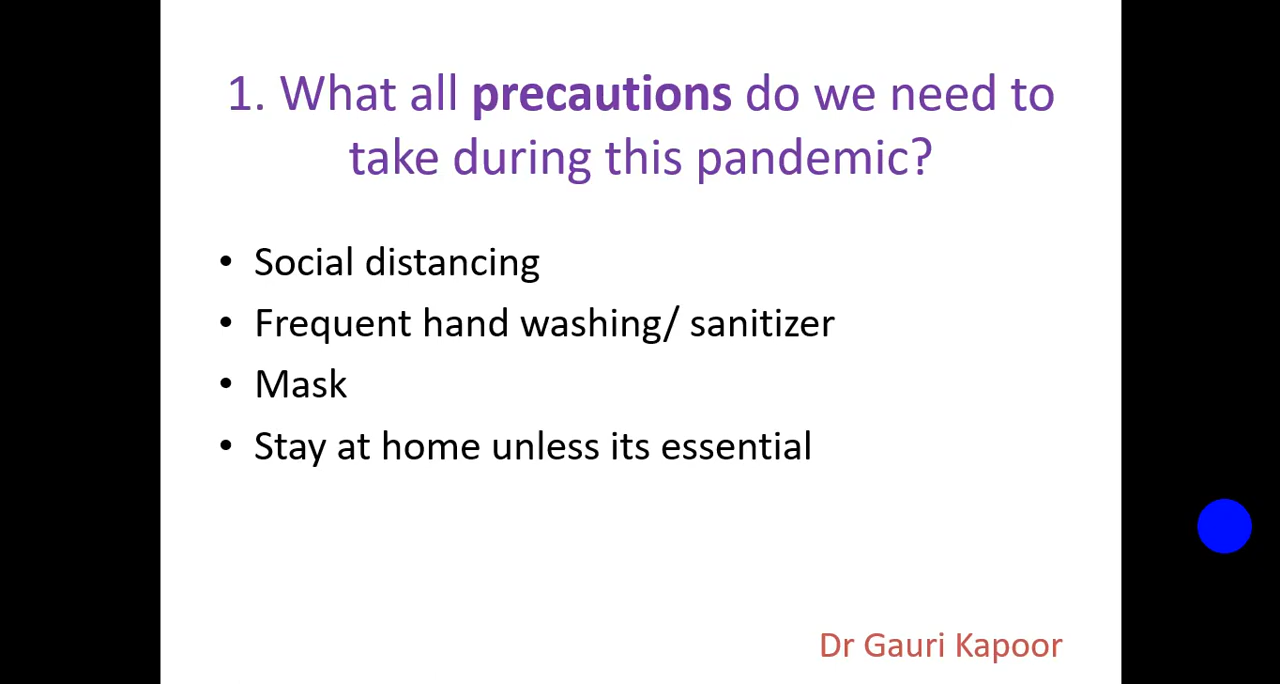 1. What all precautions do we need to
take during this pandemic?
• Social distancing
• Frequent hand washing/ sanitizer
• Mask
• Stay at home unless its essential
Dr Gauri Kapoor